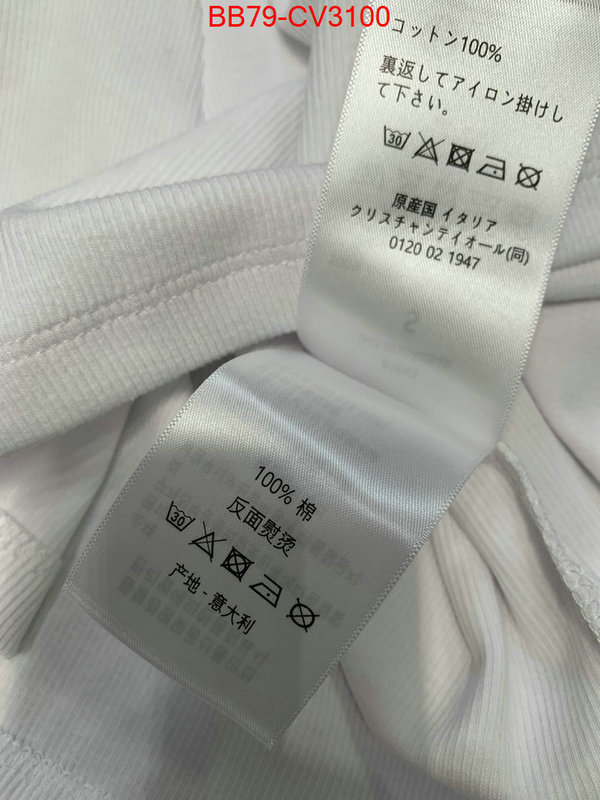 BB79-CV3100
コットン100%
裏返してアイロン掛けし
て下さい。
30
原産国 イタリア
クリスチャンディオール(同)
0120 02 1947
S
100% 棉
反面熨烫
30
产地 - 意大利